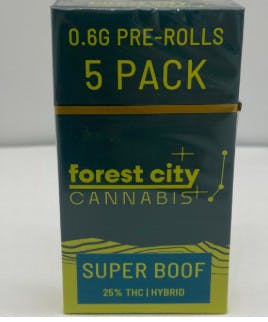 0.6G PRE-ROLLS
5 PACK
forest city
CANNABIS
SUPER BOOF
25% THC | HYBRID